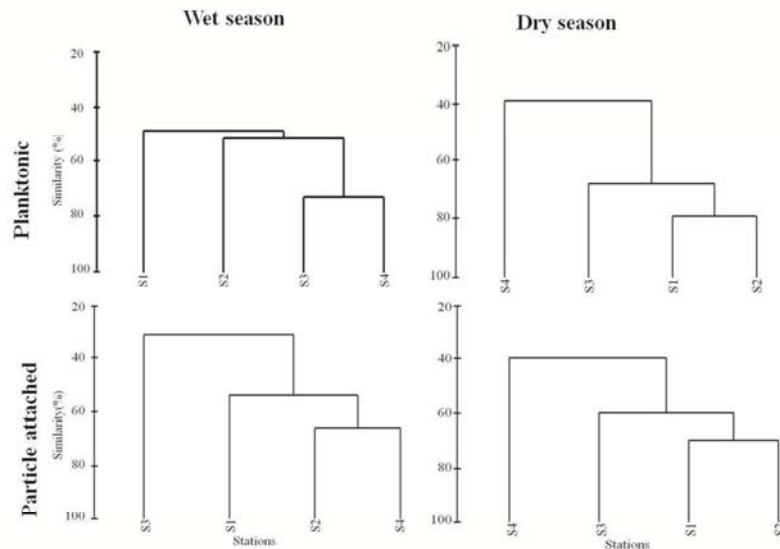 Wet season
Dry season
Planktonic
Similarity (%)
20
40
60
80
100
S1
S2
S3
S4
20
40
60
80
100
S4
S3
S1
S2
Particle attached
Similarity(%)
20
40
60
80
100
S3
S1
S2
S4
Stations
20
40
60
80
100
S4
S3
S1
S2
Stations